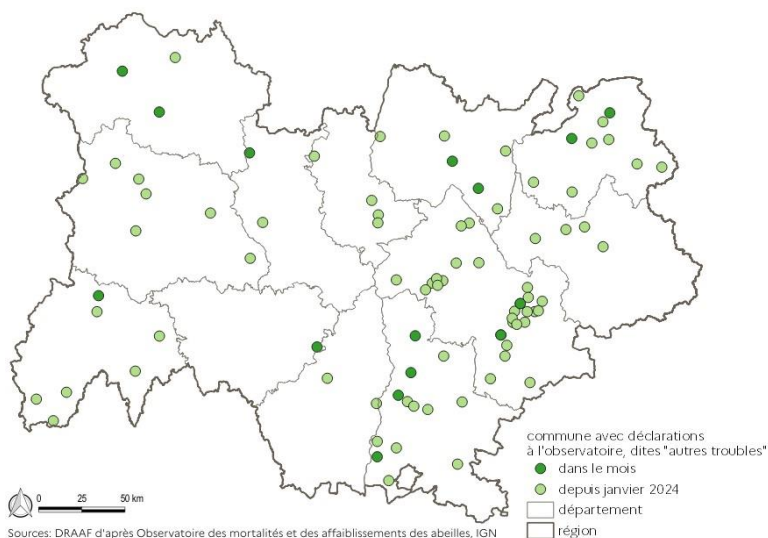 commune avec déclarations
à l'observatoire, dites "autres troubles"
dans le mois
depuis janvier 2024
département
région
0 25 50 km
Sources: DRAAF d'après Observatoire des mortalités et des affaiblissements des abeilles, IGN